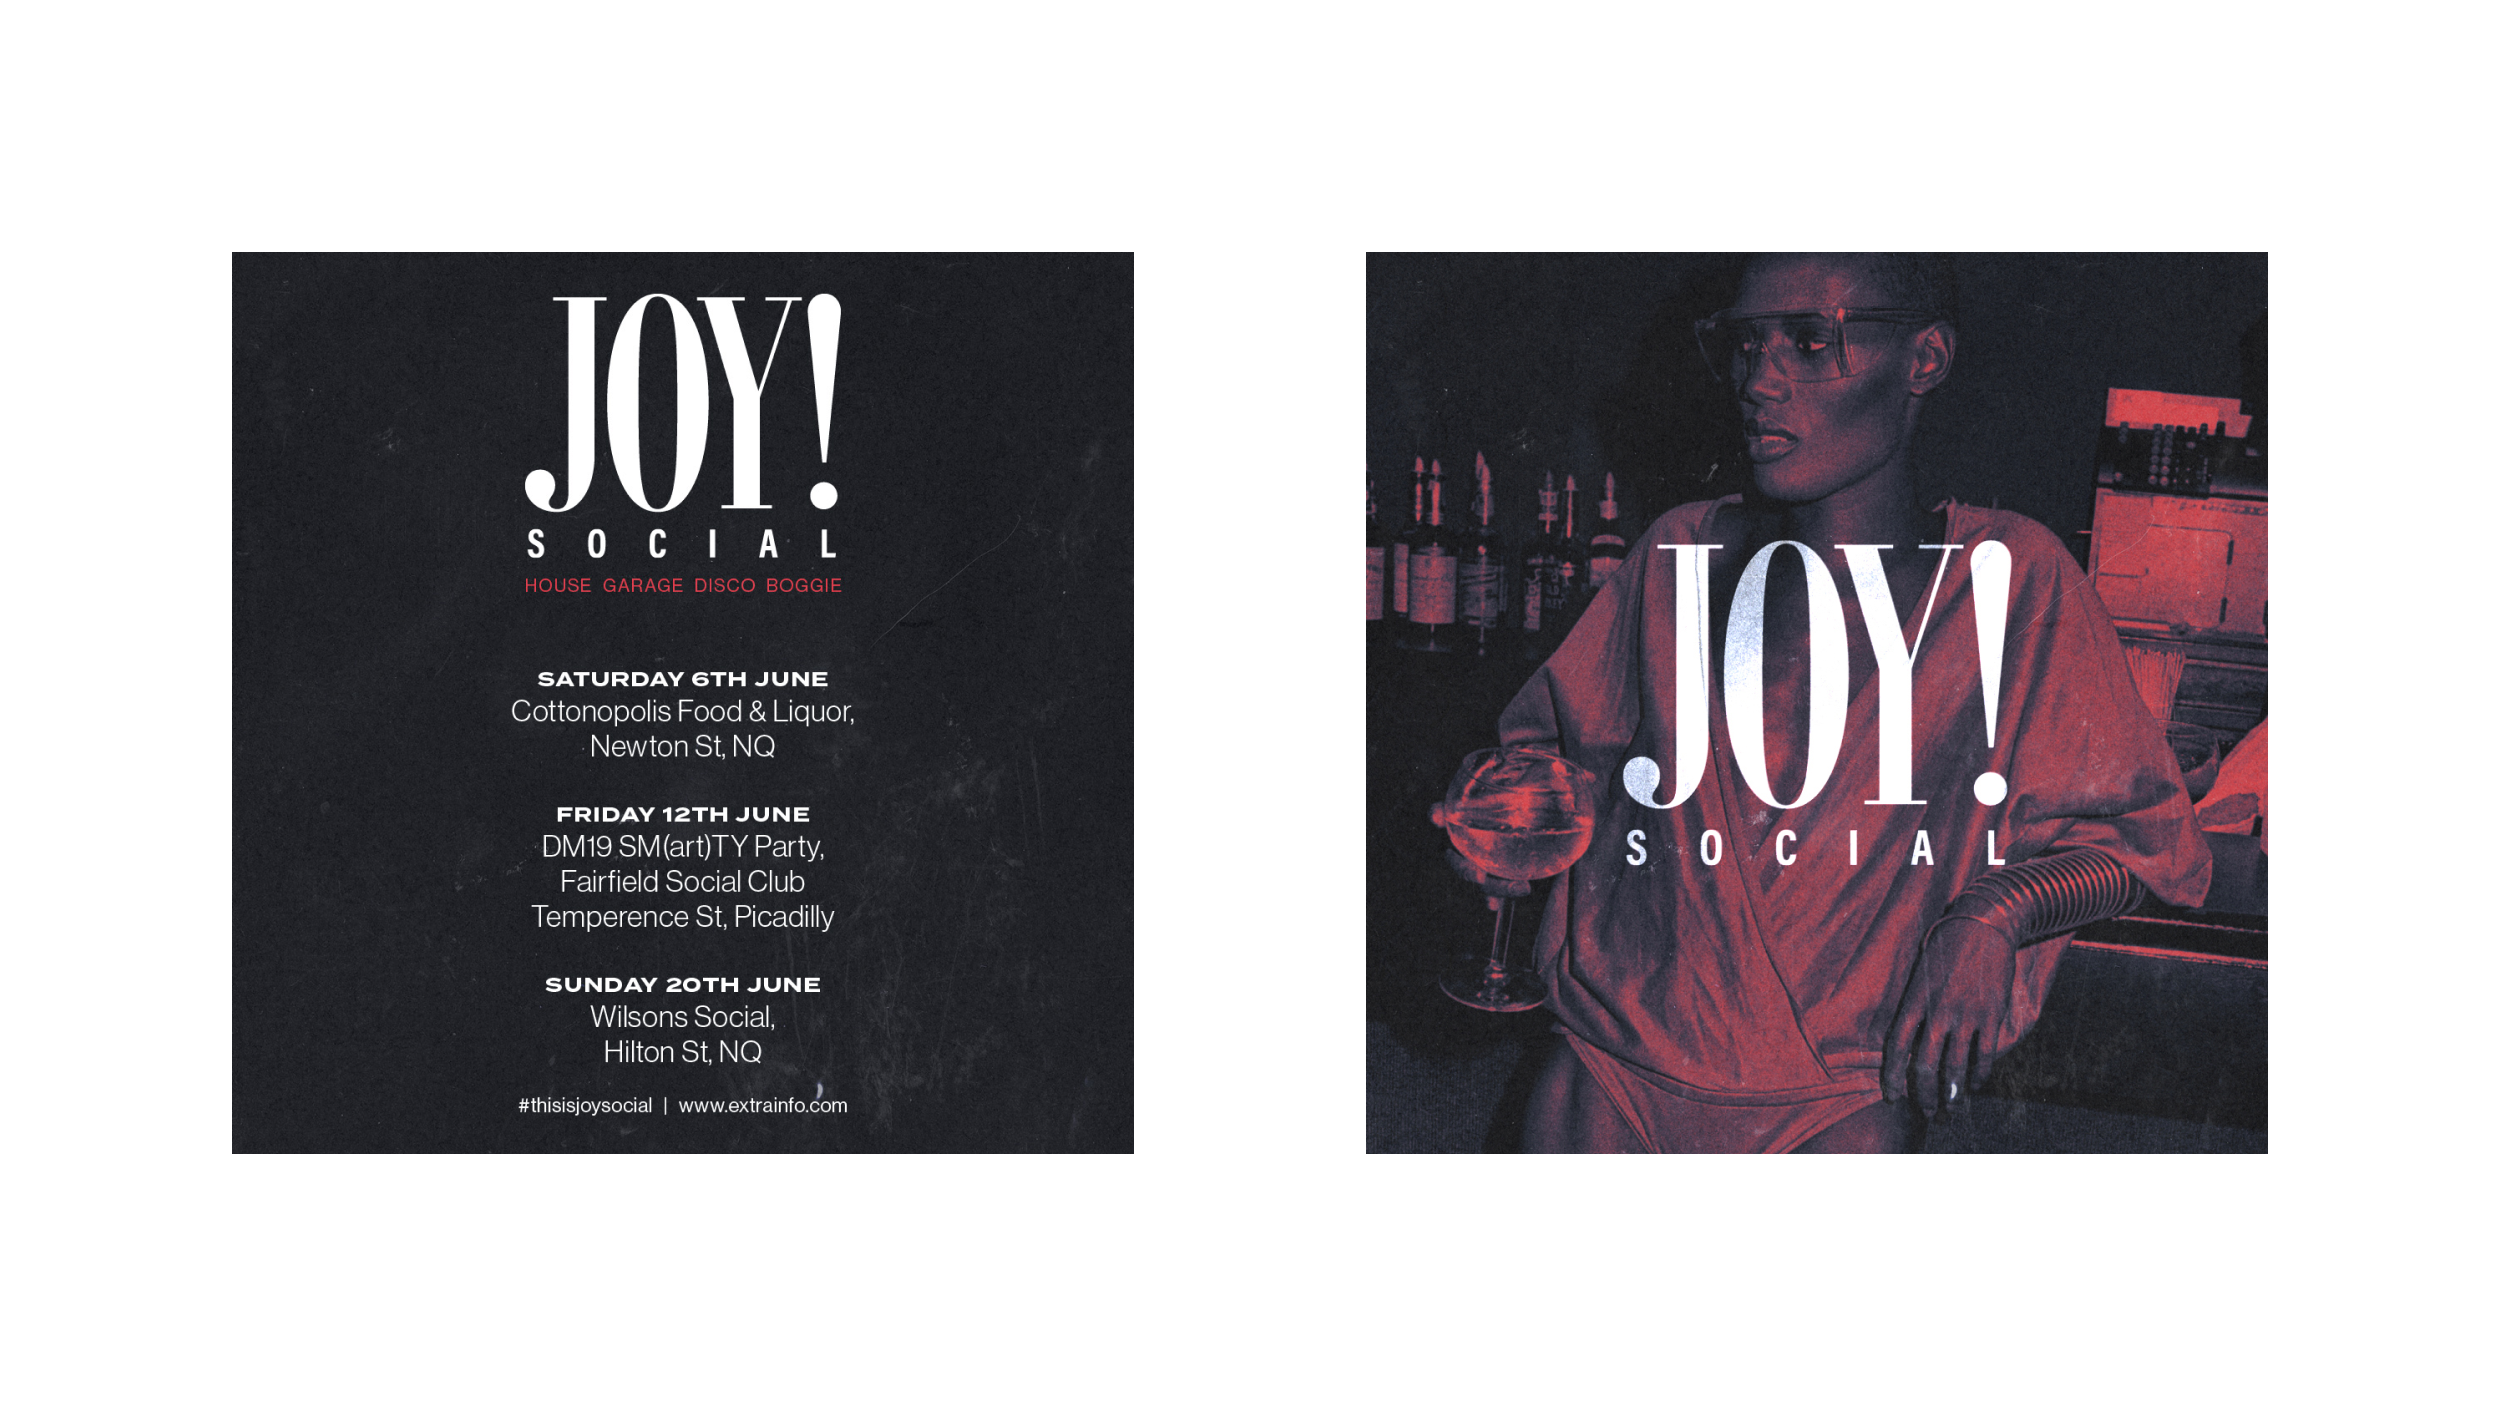 JOY!
SOCIAL
HOUSE GARAGE DISCO BOGGIE
SATURDAY 6TH JUNE
Cottonopolis Food & Liquor,
Newton St, NQ
FRIDAY 12TH JUNE
DM19 SM(art)TY Party,
Fairfield Social Club
Temperence St, Picadilly
SUNDAY 20TH JUNE
Wilsons Social,
Hilton St, NQ
#thisisjoysocial | www.extrainfo.com
JOY!
SOCIAL